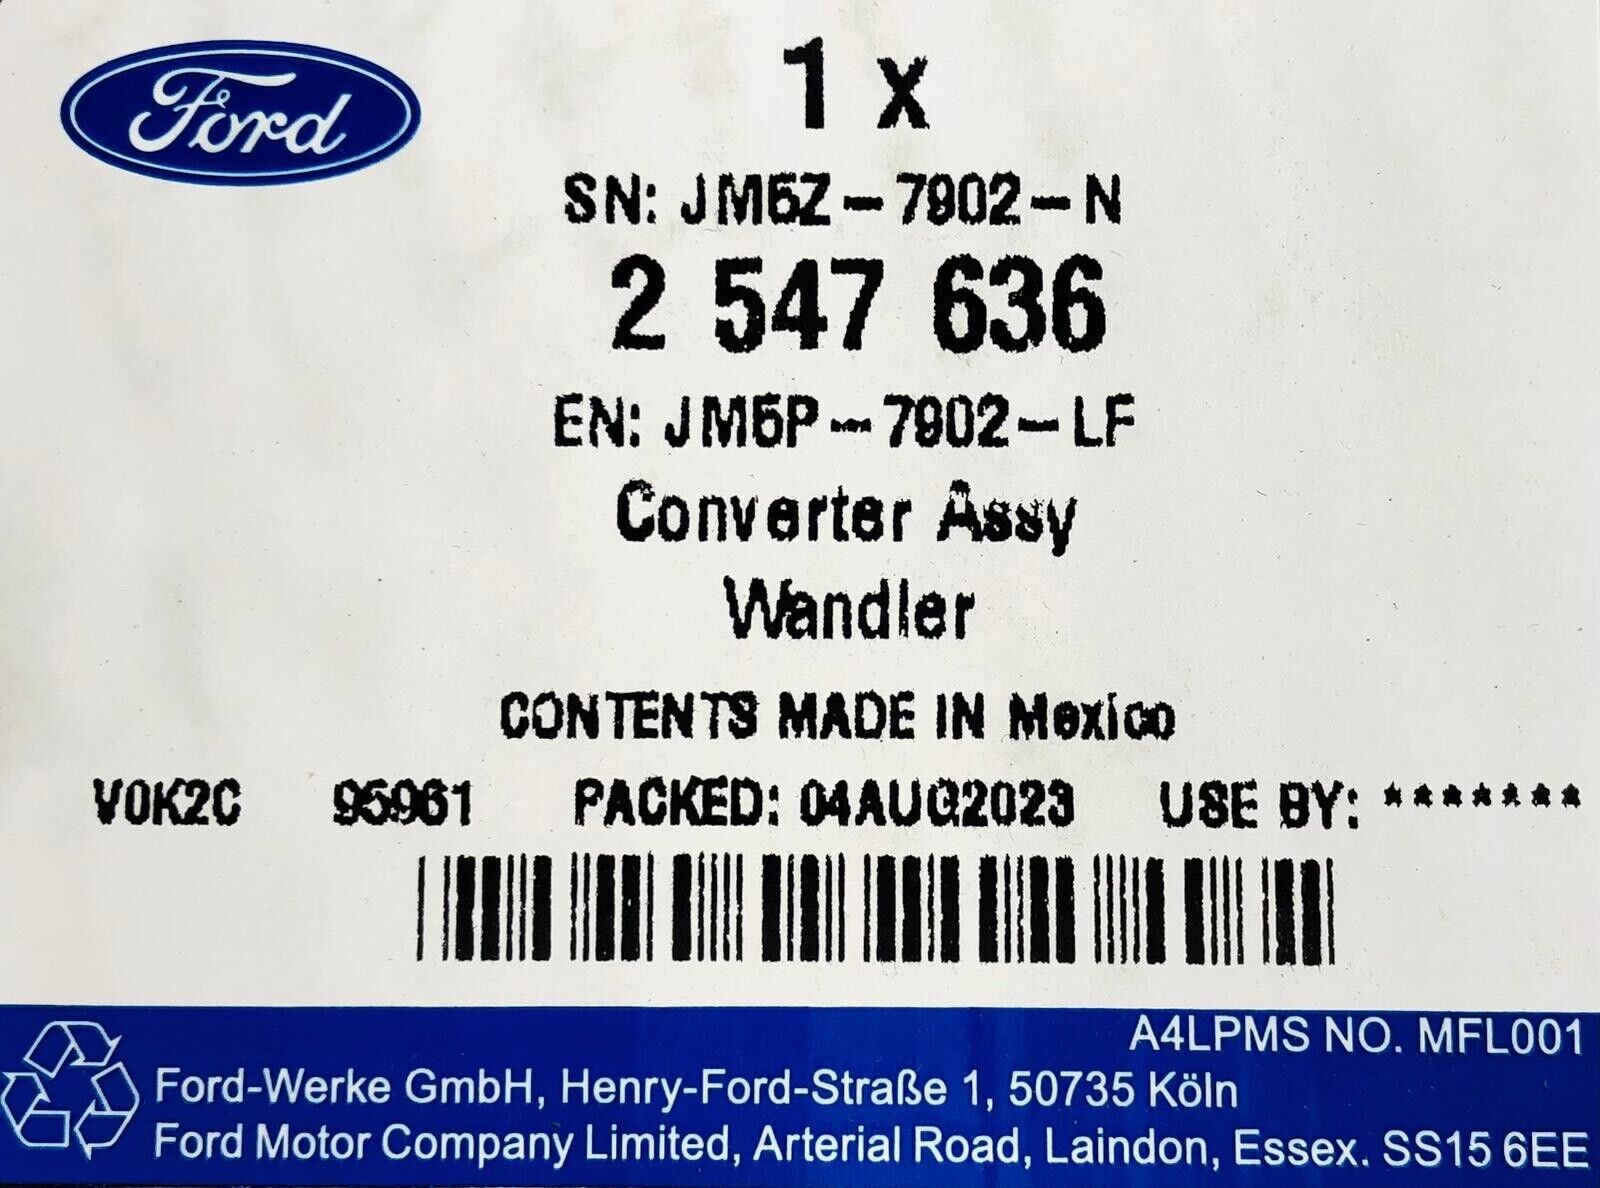 Ford
1 x
SN: JM5Z-7902-N
2 547 636
EN: JM5P-7902-LF
Converter Assy
Wandler
CONTENTS MADE IN Mexico
V0K2C 95961 PACKED: 04AUG2023 USE BY: *******
A4LPMS NO. MFL001
Ford-Werke GmbH, Henry-Ford-Straße 1, 50735 Köln
Ford Motor Company Limited, Arterial Road, Laindon, Essex. SS15 6EE